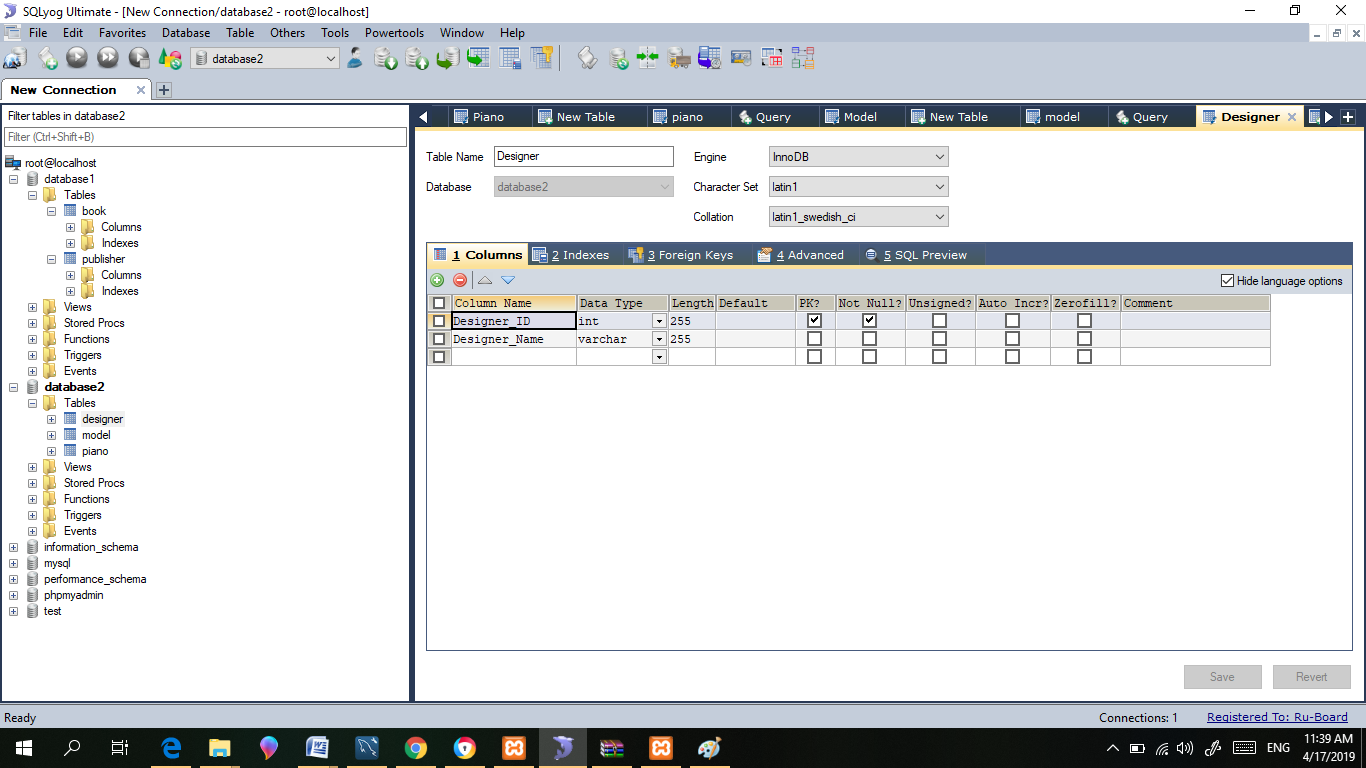 SQLyog Ultimate - [New Connection/database2 - root@localhost]
File Edit Favorites Database Table Others Tools Powertools Window Help
database2
New Connection
Filter tables in database2
Filter (Ctrl+Shift+B)
root@localhost
database1
Tables
book
Columns
Indexes
publisher
Columns
Indexes
Views
Stored Procs
Functions
Triggers
Events
database2
Tables
designer
model
piano
Views
Stored Procs
Functions
Triggers
Events
information_schema
mysql
performance_schema
phpmyadmin
test
Piano New Table piano Query Model New Table model Query Designer
Table Name Designer Engine InnoDB
Database database2 Character Set latin1
Collation latin1_swedish_ci
1 Columns 2 Indexes 3 Foreign Keys 4 Advanced 5 SQL Preview
Hide language options
Column Name Data Type Length Default PK? Not Null? Unsigned? Auto Incr? Zerofill? Comment
Designer_ID int 255
Designer_Name varchar 255
Save Revert
Ready Connections: 1 Registered To: Ru-Board
ENG 11:39 AM
4/17/2019